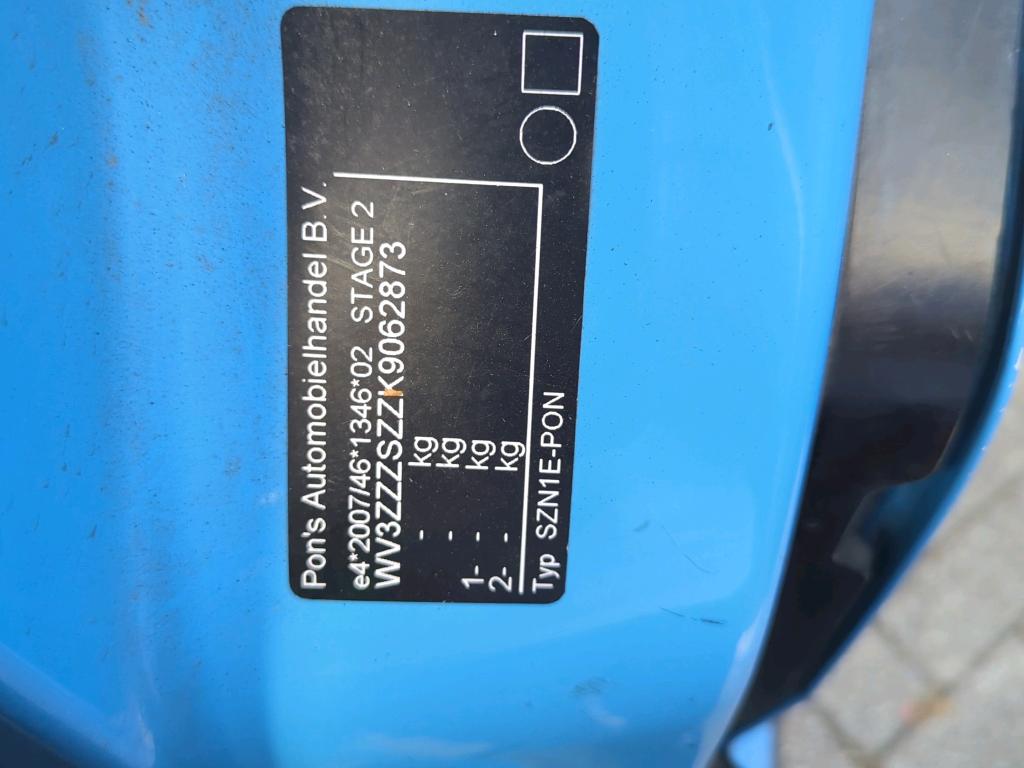 Pon's Automobielhandel B.V.
e4*2007/46*1346*02 STAGE 2
WV3ZZZSZZK9062873
- kg
- kg
1- - kg
2- - kg
Typ SZN1E-PON